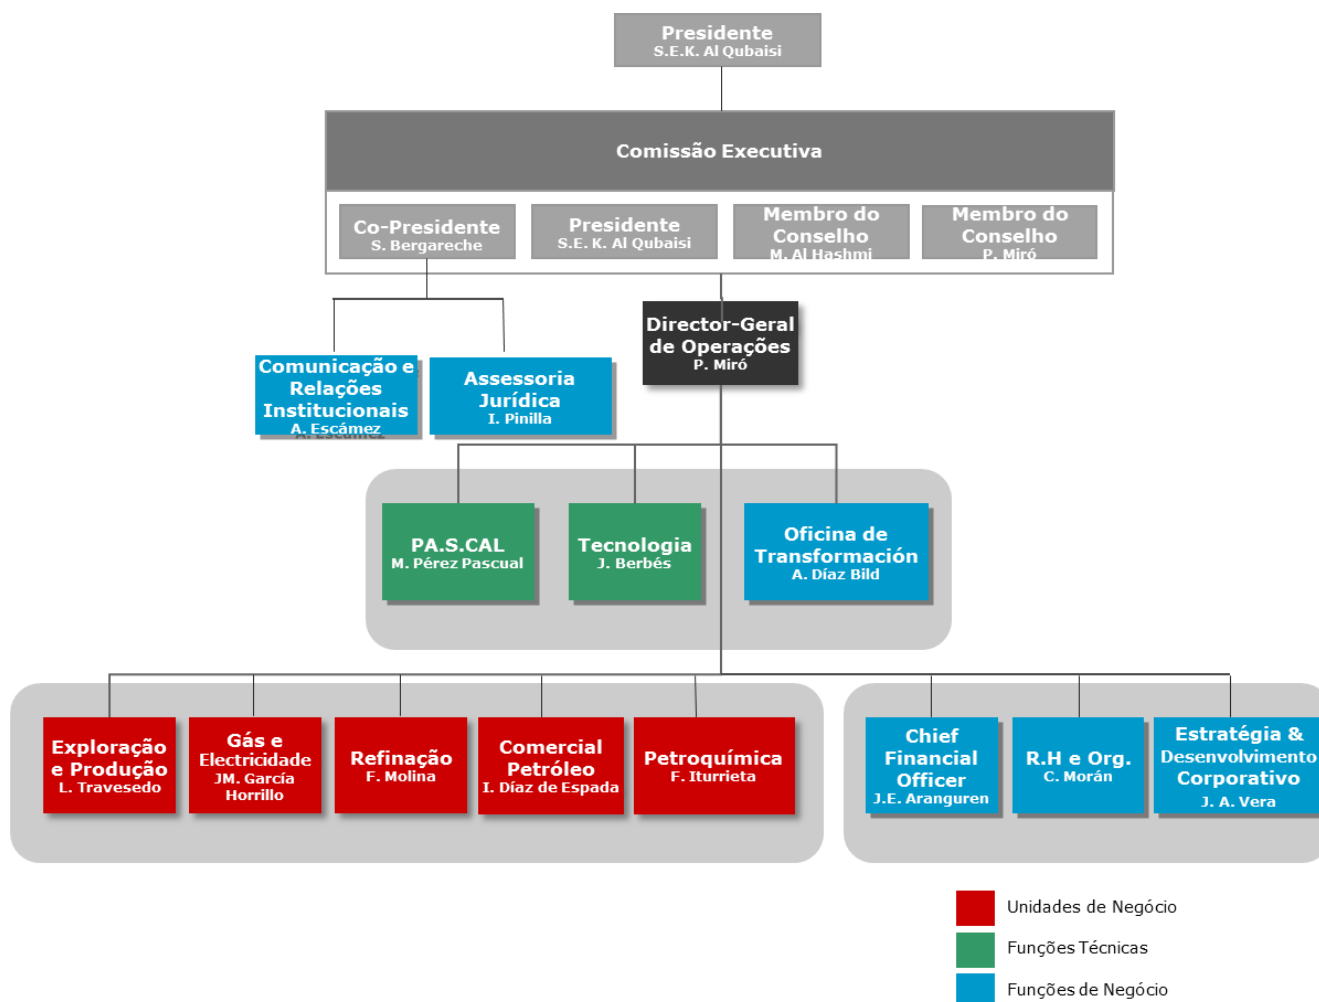 Presidente
S.E.K. Al Qubaisi
Comissão Executiva
Co-Presidente
S. Bergareche
Presidente
S.E. K. Al Qubaisi
Membro do
Conselho
M. Al Hashmi
Membro do
Conselho
P. Miró
Director-Geral
de Operações
P. Miró
Comunicação e
Relações
Institucionais
A. Escámez
A. Escámez
Assessoria
Jurídica
I. Pinilla
PA.S.CAL
M. Pérez Pascual
Tecnologia
J. Berbés
Oficina de
Transformación
A. Díaz Bild
Exploração
e Produção
L. Travesedo
Gás e
Electricidade
JM. García
Horrillo
Refinação
F. Molina
Comercial
Petróleo
I. Díaz de Espada
Petroquímica
F. Iturrieta
Chief
Financial
Officer
J.E. Aranguren
R.H e Org.
C. Morán
Estratégia &
Desenvolvimento
Corporativo
J. A. Vera
Unidades de Negócio
Funções Técnicas
Funções de Negócio